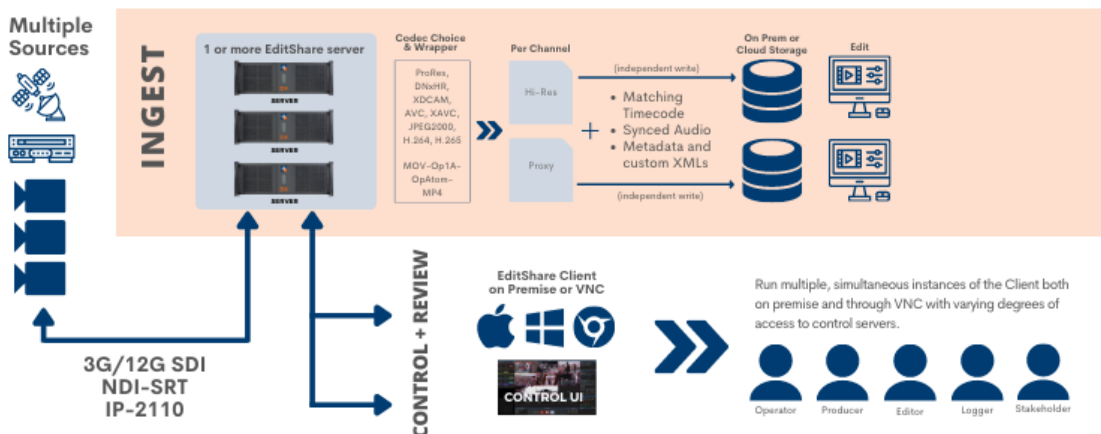 Multiple
Sources
INGEST
1 or more EditShare server
SERVER
SERVER
SERVER
Codec Choice
& Wrapper
ProRes,
DNxHR,
XDCAM,
AVC, XAVC,
JPEG2000,
H.264, H.265
MOV-Op1A-
OpAtom-
MP4
Per Channel
Hi-Res
Proxy
(independent write)
+
• Matching
Timecode
• Synced Audio
• Metadata and
custom XMLs
(independent write)
On Prem or
Cloud Storage
Edit
3G/12G SDI
NDI-SRT
IP-2110
CONTROL + REVIEW
EditShare Client
on Premise or VNC
CONTROL UI
Run multiple, simultaneous instances of the Client both
on premise and through VNC with varying degrees of
access to control servers.
Operator
Producer
Editor
Logger
Stakeholder